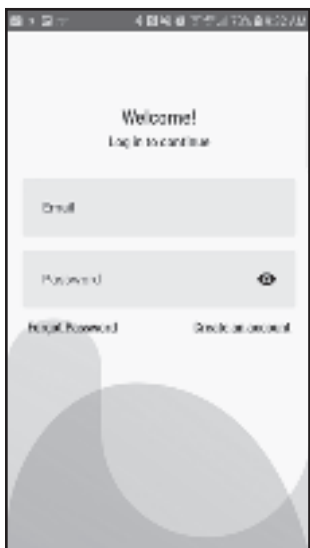 Welcome!
Log in to continue
Email
Password
Forgot Password
Create an account